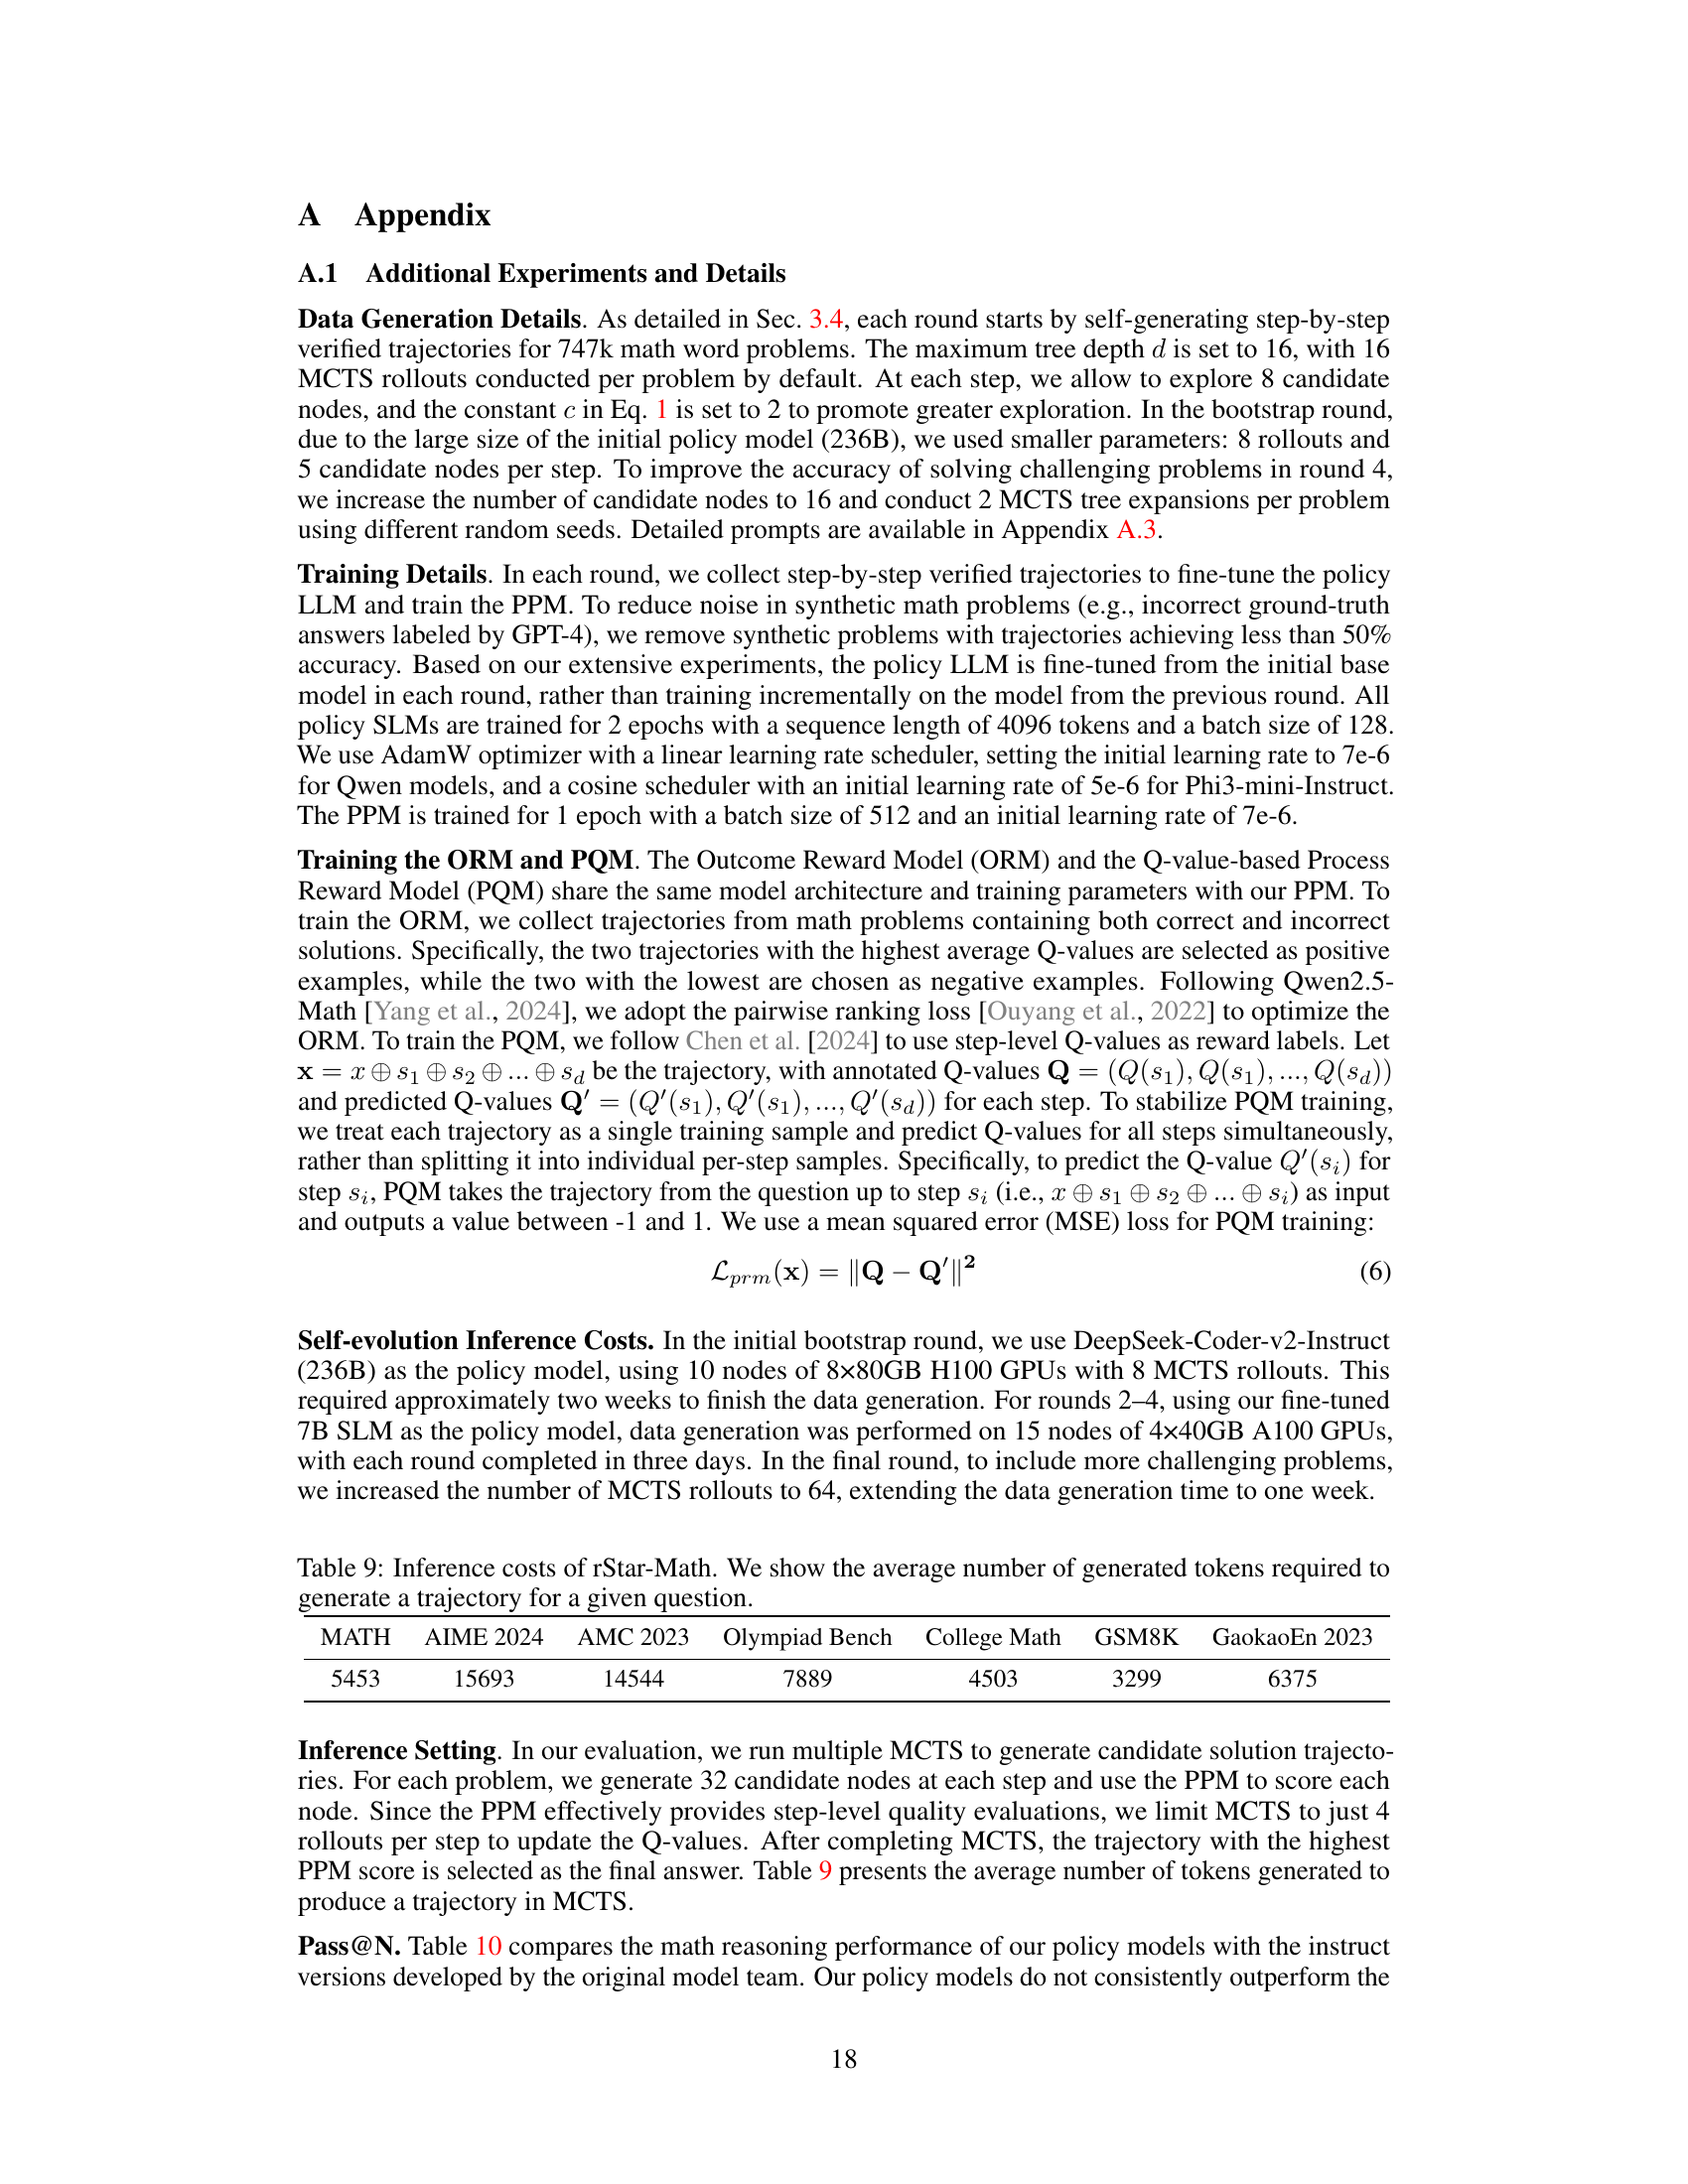 A Appendix
A.1 Additional Experiments and Details
Data Generation Details. As detailed in Sec. 3.4, each round starts by self-generating step-by-step
verified trajectories for 747k math word problems. The maximum tree depth d is set to 16, with 16
MCTS rollouts conducted per problem by default. At each step, we allow to explore 8 candidate
nodes, and the constant c in Eq. 1 is set to 2 to promote greater exploration. In the bootstrap round,
due to the large size of the initial policy model (236B), we used smaller parameters: 8 rollouts and
5 candidate nodes per step. To improve the accuracy of solving challenging problems in round 4,
we increase the number of candidate nodes to 16 and conduct 2 MCTS tree expansions per problem
using different random seeds. Detailed prompts are available in Appendix A.3.
Training Details. In each round, we collect step-by-step verified trajectories to fine-tune the policy
LLM and train the PPM. To reduce noise in synthetic math problems (e.g., incorrect ground-truth
answers labeled by GPT-4), we remove synthetic problems with trajectories achieving less than 50%
accuracy. Based on our extensive experiments, the policy LLM is fine-tuned from the initial base
model in each round, rather than training incrementally on the model from the previous round. All
policy SLMs are trained for 2 epochs with a sequence length of 4096 tokens and a batch size of 128.
We use AdamW optimizer with a linear learning rate scheduler, setting the initial learning rate to 7e-6
for Qwen models, and a cosine scheduler with an initial learning rate of 5e-6 for Phi3-mini-Instruct.
The PPM is trained for 1 epoch with a batch size of 512 and an initial learning rate of 7e-6.
Training the ORM and PQM. The Outcome Reward Model (ORM) and the Q-value-based Process
Reward Model (PQM) share the same model architecture and training parameters with our PPM. To
train the ORM, we collect trajectories from math problems containing both correct and incorrect
solutions. Specifically, the two trajectories with the highest average Q-values are selected as positive
examples, while the two with the lowest are chosen as negative examples. Following Qwen2.5-
Math [Yang et al., 2024], we adopt the pairwise ranking loss [Ouyang et al., 2022] to optimize the
ORM. To train the PQM, we follow Chen et al. [2024] to use step-level Q-values as reward labels. Let
x = x ⊕ s₁ ⊕ s₂ ⊕ ... ⊕ s_d be the trajectory, with annotated Q-values Q = (Q(s₁), Q(s₁), ..., Q(s_d))
and predicted Q-values Q′ = (Q′(s₁), Q′(s₁), ..., Q′(s_d)) for each step. To stabilize PQM training,
we treat each trajectory as a single training sample and predict Q-values for all steps simultaneously,
rather than splitting it into individual per-step samples. Specifically, to predict the Q-value Q′(s_i) for
step s_i, PQM takes the trajectory from the question up to step s_i (i.e., x ⊕ s₁ ⊕ s₂ ⊕ ... ⊕ s_i) as input
and outputs a value between -1 and 1. We use a mean squared error (MSE) loss for PQM training:
ℒ_prm(x) = ‖Q − Q′‖² (6)
Self-evolution Inference Costs. In the initial bootstrap round, we use DeepSeek-Coder-v2-Instruct
(236B) as the policy model, using 10 nodes of 8×80GB H100 GPUs with 8 MCTS rollouts. This
required approximately two weeks to finish the data generation. For rounds 2–4, using our fine-tuned
7B SLM as the policy model, data generation was performed on 15 nodes of 4×40GB A100 GPUs,
with each round completed in three days. In the final round, to include more challenging problems,
we increased the number of MCTS rollouts to 64, extending the data generation time to one week.
Table 9: Inference costs of rStar-Math. We show the average number of generated tokens required to
generate a trajectory for a given question.
MATH AIME 2024 AMC 2023 Olympiad Bench College Math GSM8K GaokaoEn 2023
5453 15693 14544 7889 4503 3299 6375
Inference Setting. In our evaluation, we run multiple MCTS to generate candidate solution trajecto-
ries. For each problem, we generate 32 candidate nodes at each step and use the PPM to score each
node. Since the PPM effectively provides step-level quality evaluations, we limit MCTS to just 4
rollouts per step to update the Q-values. After completing MCTS, the trajectory with the highest
PPM score is selected as the final answer. Table 9 presents the average number of tokens generated to
produce a trajectory in MCTS.
Pass@N. Table 10 compares the math reasoning performance of our policy models with the instruct
versions developed by the original model team. Our policy models do not consistently outperform the
18